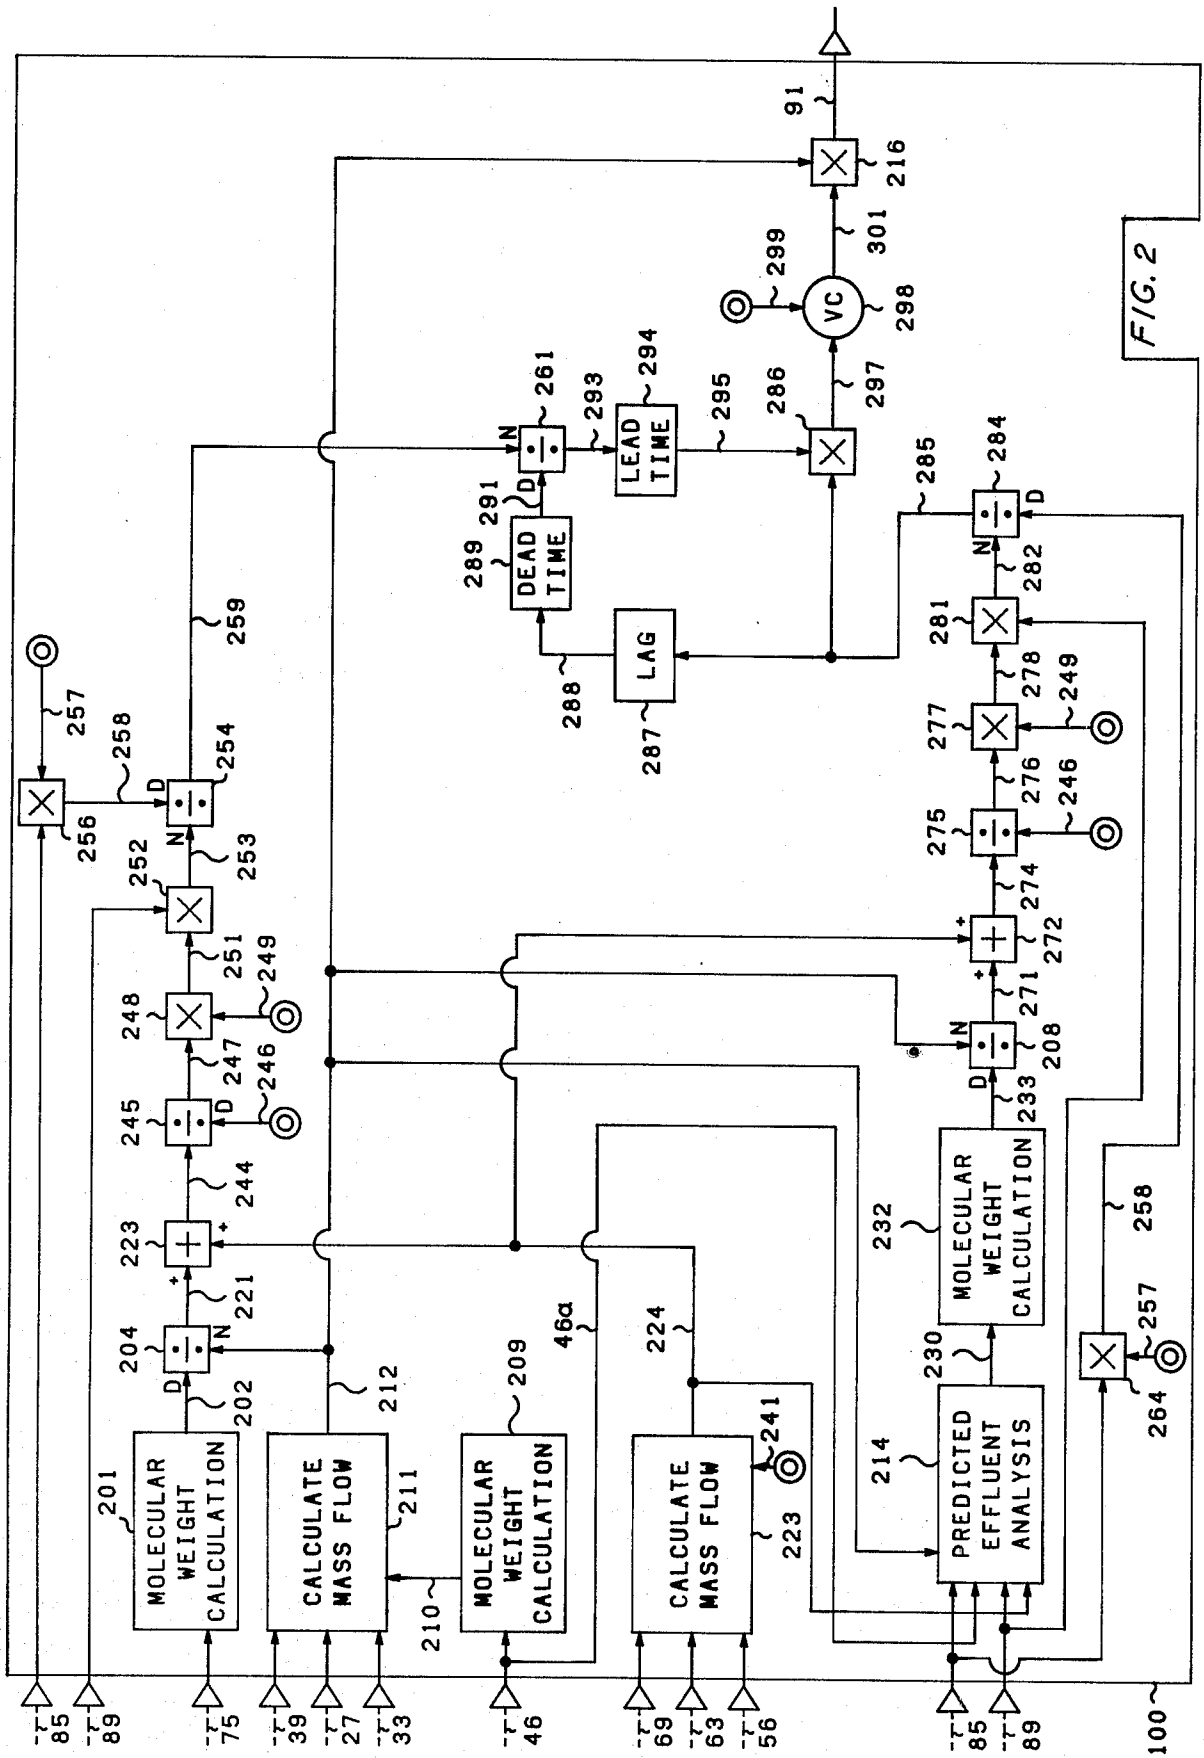 FIG. 2
100
85
89
75
39
27
33
46
69
63
56
85
89
201
MOLECULAR
WEIGHT
CALCULATION
202
D
204
N
221
+
223
+
244
245
D
246
247
248
249
251
252
253
N
254
D
256
257
258
259
CALCULATE
MASS FLOW
211
212
210
MOLECULAR
WEIGHT
CALCULATION
209
46a
CALCULATE
MASS FLOW
223
241
224
214
PREDICTED
EFFLUENT
ANALYSIS
230
232
MOLECULAR
WEIGHT
CALCULATION
233
D
N
208
271
+
+
272
274
275
246
276
277
249
278
281
282
N
284
D
285
264
257
258
287
LAG
288
289
DEAD
TIME
291
D
N
261
293
LEAD
TIME
294
295
286
297
VC
298
299
301
216
91